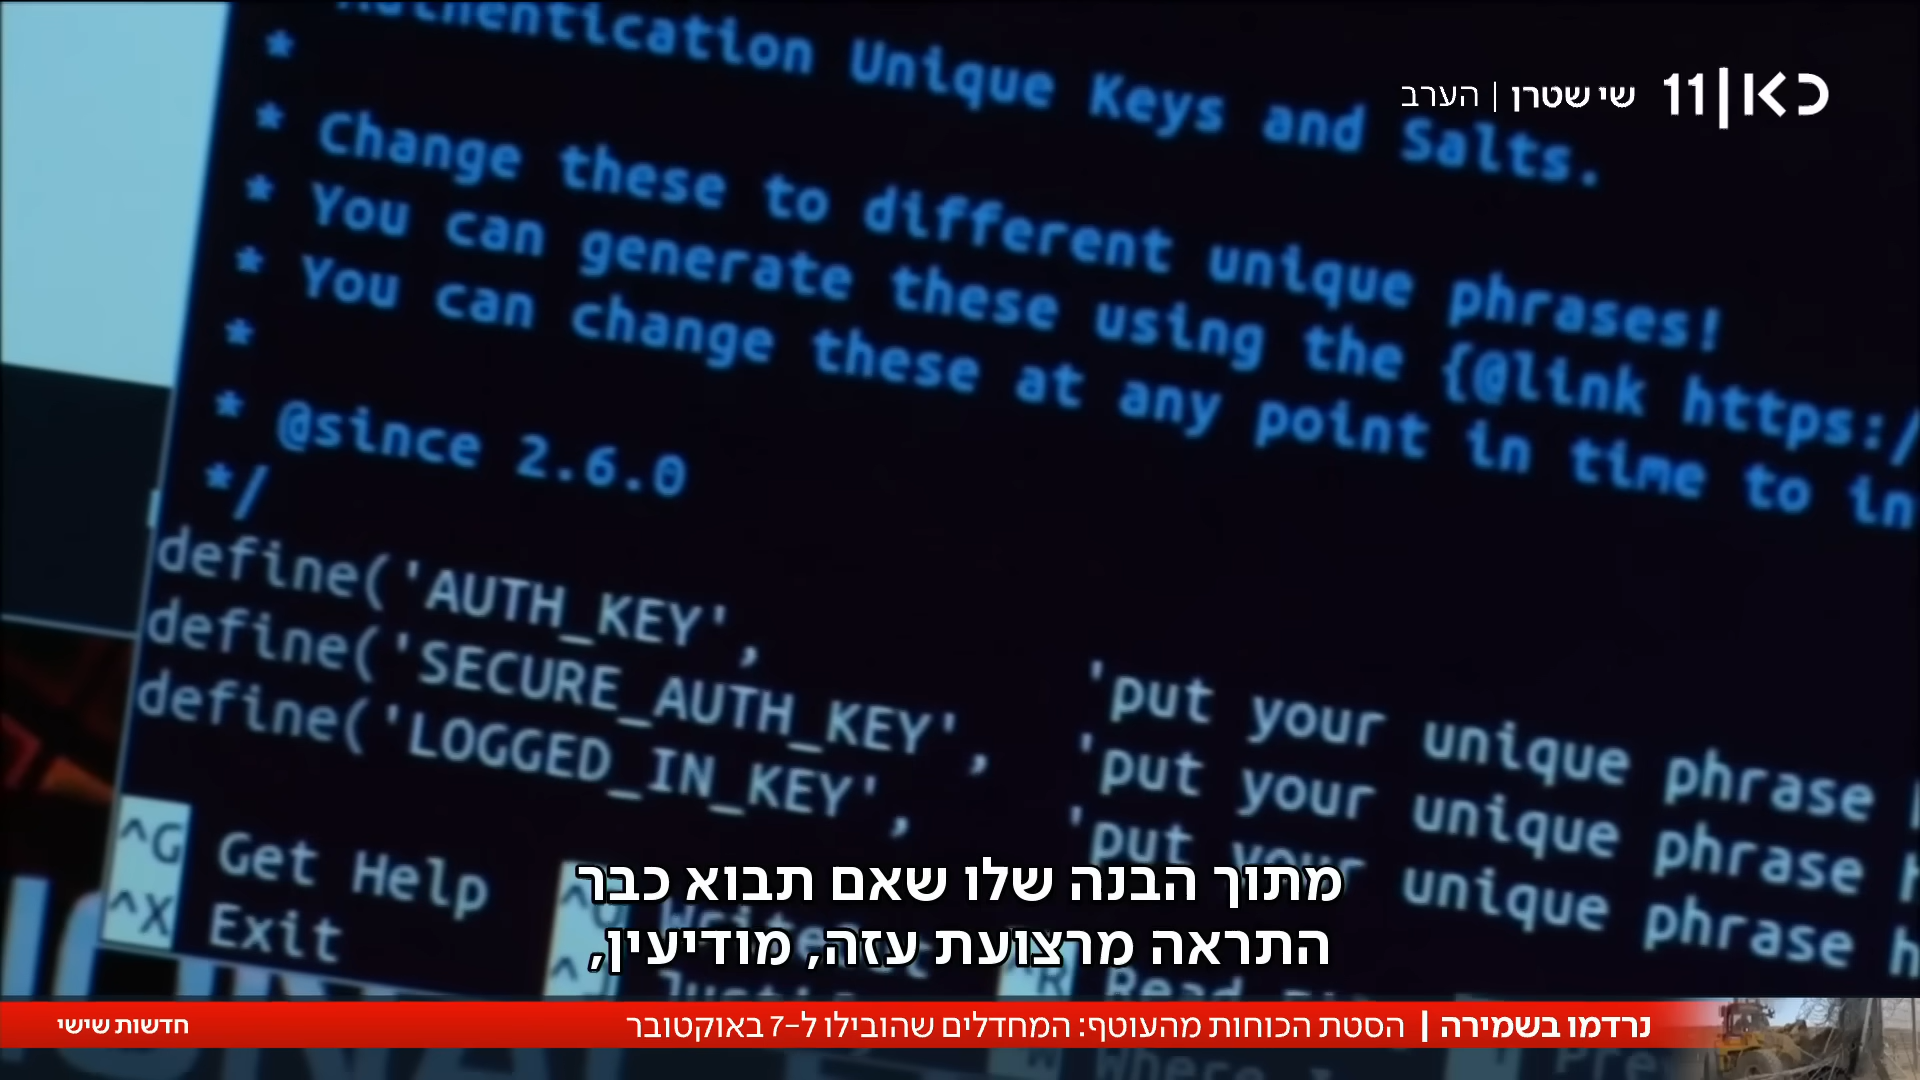 Authentication Unique Keys and Salts.
*
* Change these to different unique phrases!
* You can generate these using the {@link https:/
* You can change these at any point in time to in
*
* @since 2.6.0
*/
define('AUTH_KEY', 'put your unique phrase
define('SECURE_AUTH_KEY', 'put your unique phrase h
define('LOGGED_IN_KEY', 'put your unique phrase h
^G Get Help
^X Exit
כאן 11
שי שטרן | הערב
מתוך הבנה שלו שאם תבוא כבר
התראה מרצועת עזה, מודיעין,
נרדמו בשמירה | הסטת הכוחות מהעוטף: המחדלים שהובילו ל-7 באוקטובר
חדשות שישי